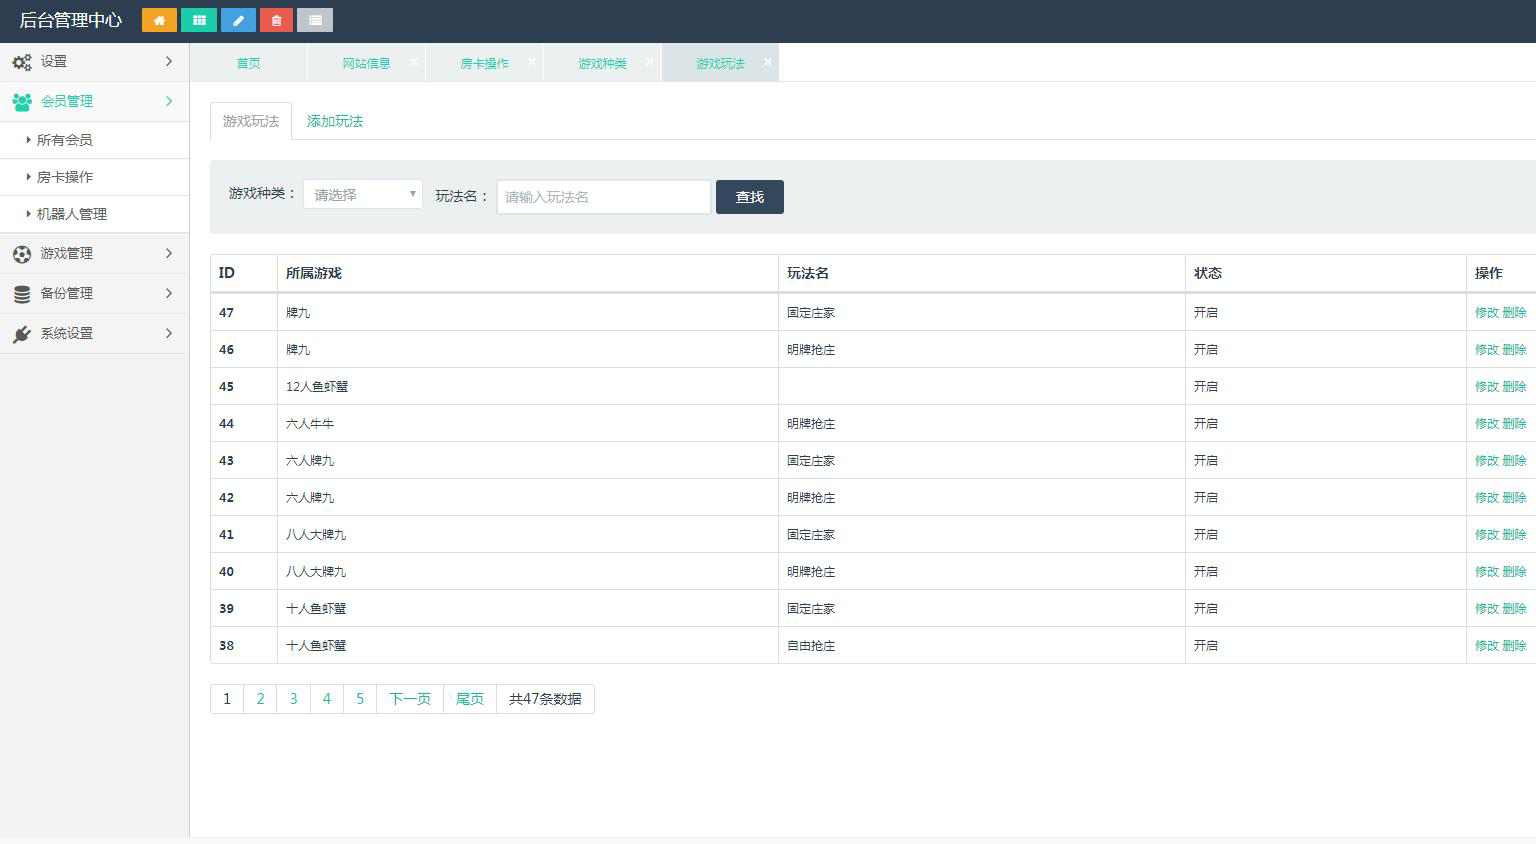 后台管理中心
设置
会员管理
所有会员
房卡操作
机器人管理
游戏管理
备份管理
系统设置
首页 网站信息 房卡操作 游戏种类 游戏玩法
游戏玩法 添加玩法
游戏种类： 请选择 玩法名： 请输入玩法名 查找
ID 所属游戏 玩法名 状态 操作
47 牌九 固定庄家 开启 修改 删除
46 牌九 明牌抢庄 开启 修改 删除
45 12人鱼虾蟹 开启 修改 删除
44 六人牛牛 明牌抢庄 开启 修改 删除
43 六人牌九 固定庄家 开启 修改 删除
42 六人牌九 明牌抢庄 开启 修改 删除
41 八人大牌九 固定庄家 开启 修改 删除
40 八人大牌九 明牌抢庄 开启 修改 删除
39 十人鱼虾蟹 固定庄家 开启 修改 删除
38 十人鱼虾蟹 自由抢庄 开启 修改 删除
1 2 3 4 5 下一页 尾页 共47条数据